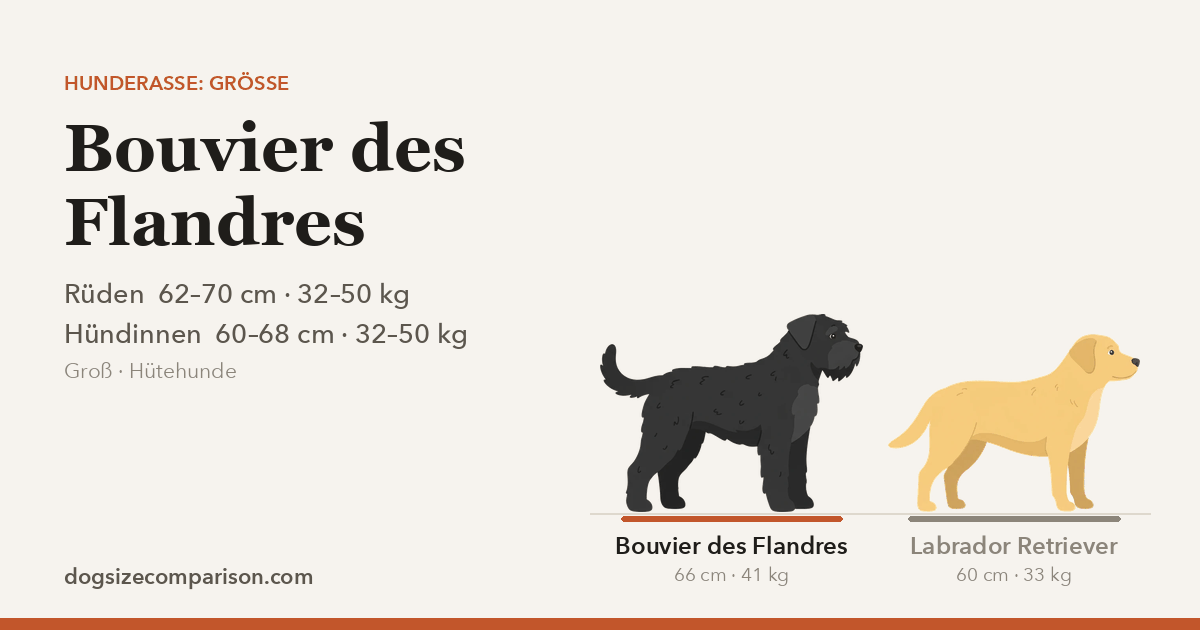 HUNDERASSE: GRÖSSE
Bouvier des
Flandres
Rüden 62–70 cm · 32–50 kg
Hündinnen 60–68 cm · 32–50 kg
Groß · Hütehunde
Bouvier des Flandres
66 cm · 41 kg
Labrador Retriever
60 cm · 33 kg
dogsizecomparison.com